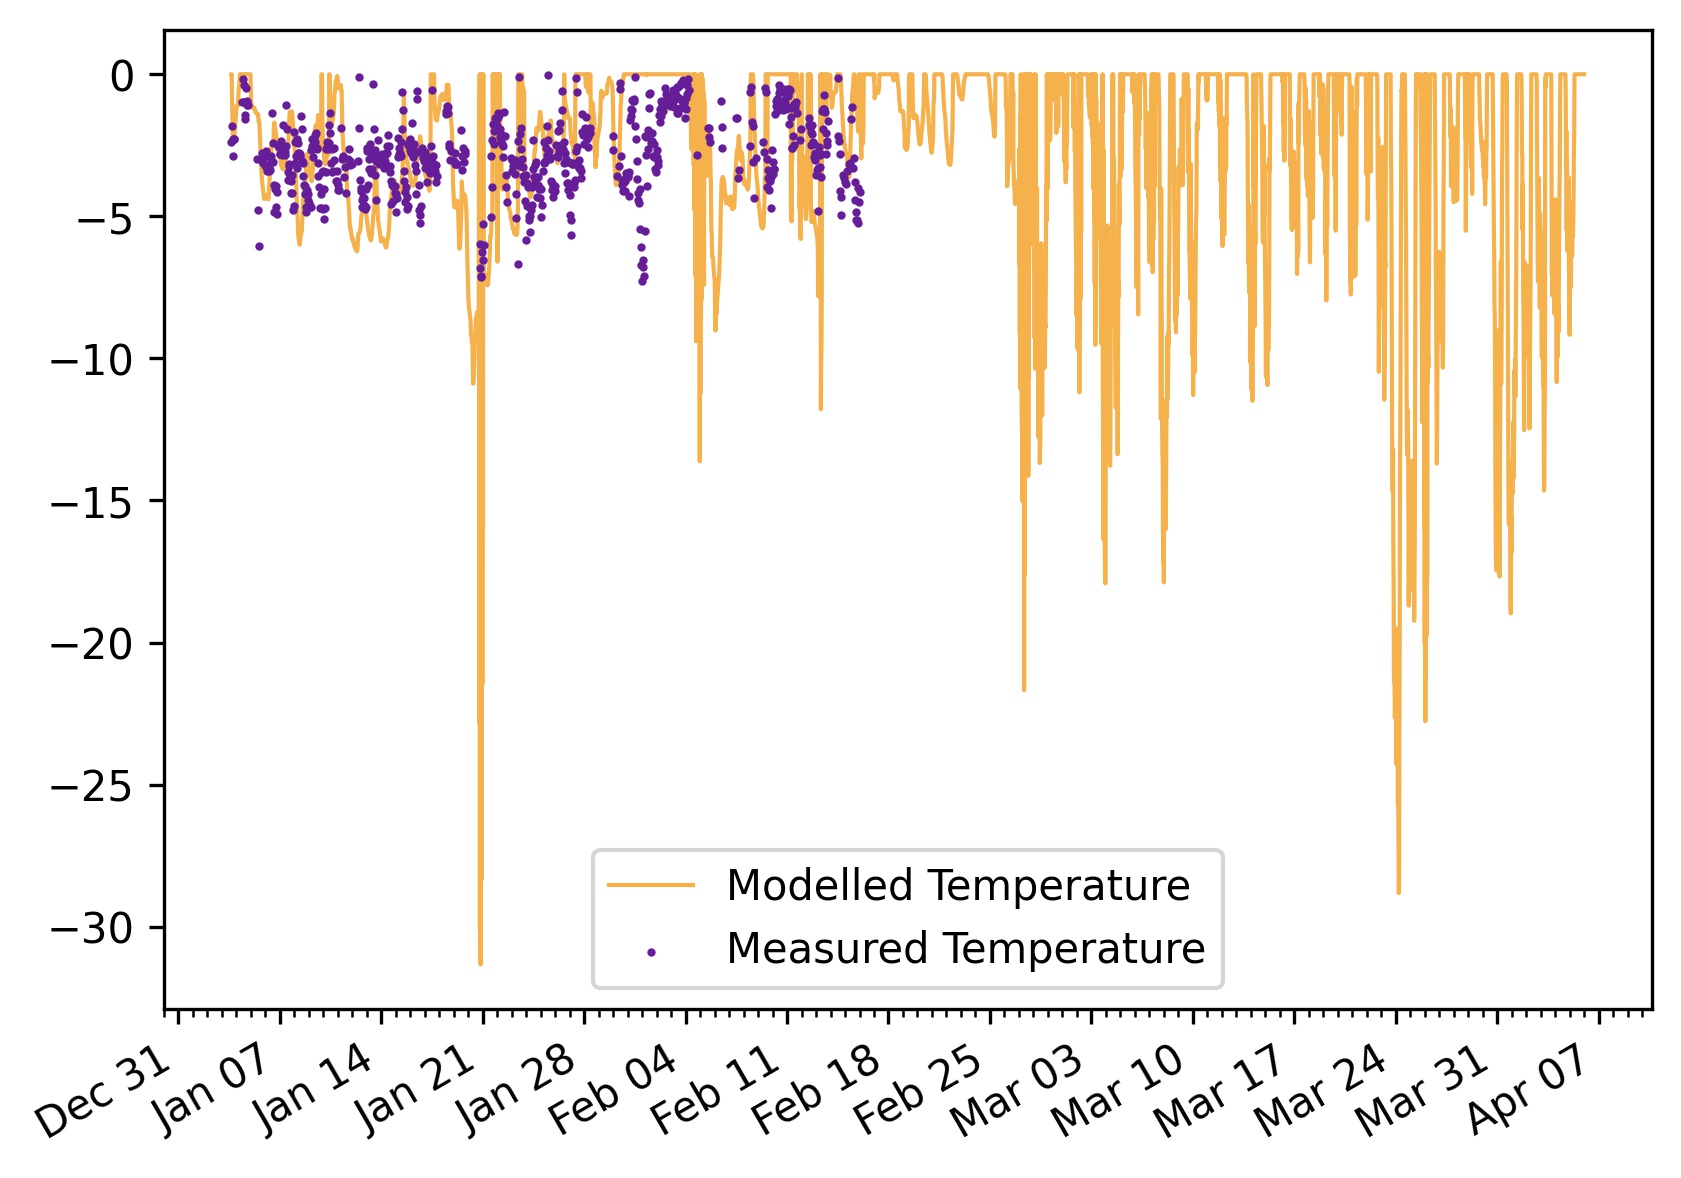 0
−5
−10
−15
−20
−25
−30
Modelled Temperature
Measured Temperature
Dec 31
Jan 07
Jan 14
Jan 21
Jan 28
Feb 04
Feb 11
Feb 18
Feb 25
Mar 03
Mar 10
Mar 17
Mar 24
Mar 31
Apr 07